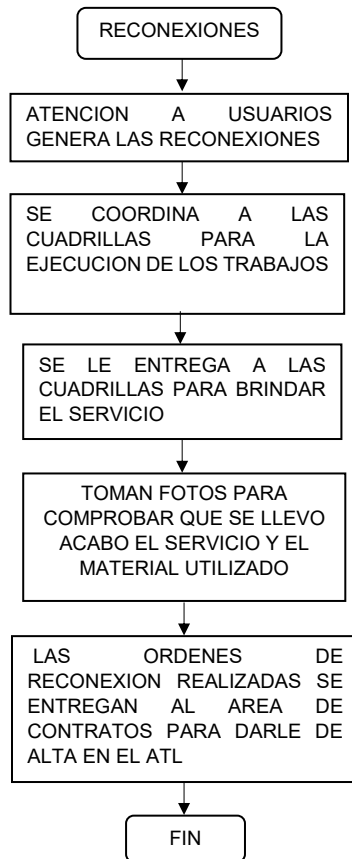 RECONEXIONES
ATENCION A USUARIOS
GENERA LAS RECONEXIONES
SE COORDINA A LAS
CUADRILLAS PARA LA
EJECUCION DE LOS TRABAJOS
SE LE ENTREGA A LAS
CUADRILLAS PARA BRINDAR
EL SERVICIO
TOMAN FOTOS PARA
COMPROBAR QUE SE LLEVO
ACABO EL SERVICIO Y EL
MATERIAL UTILIZADO
LAS ORDENES DE
RECONEXION REALIZADAS SE
ENTREGAN AL AREA DE
CONTRATOS PARA DARLE DE
ALTA EN EL ATL
FIN